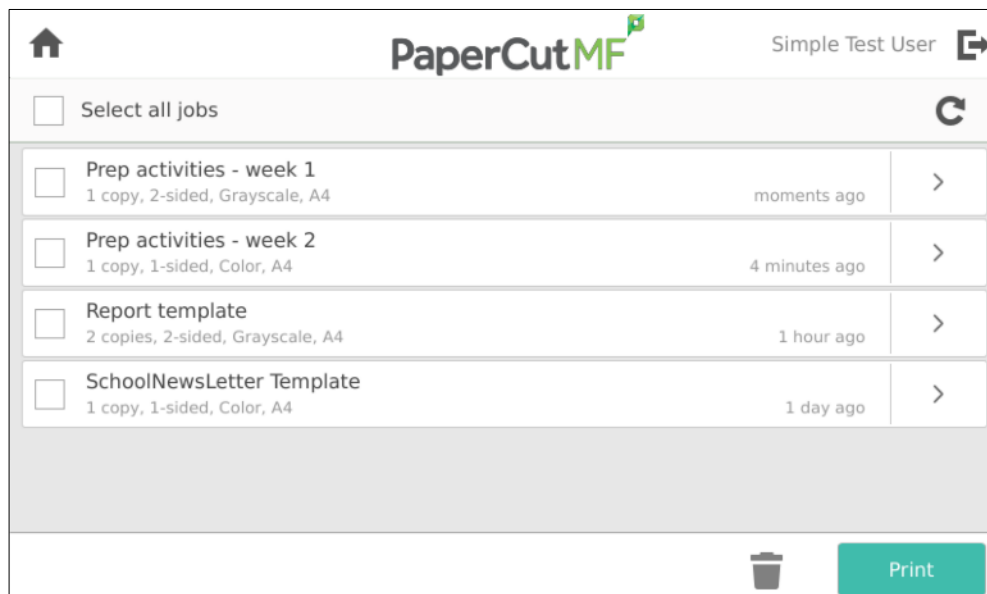 PaperCutMF
Simple Test User
Select all jobs
Prep activities - week 1
1 copy, 2-sided, Grayscale, A4
moments ago
Prep activities - week 2
1 copy, 1-sided, Color, A4
4 minutes ago
Report template
2 copies, 2-sided, Grayscale, A4
1 hour ago
SchoolNewsLetter Template
1 copy, 1-sided, Color, A4
1 day ago
Print